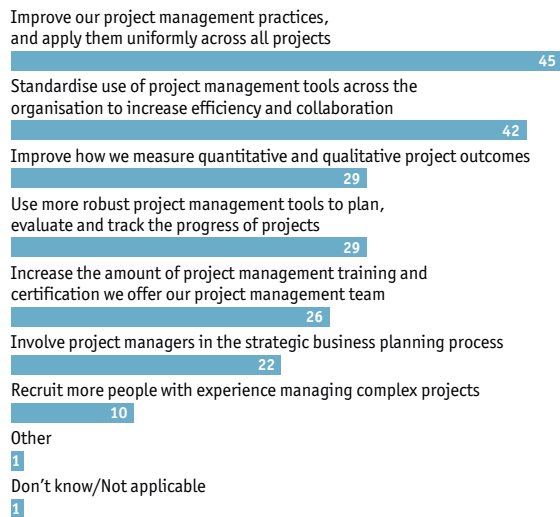 Improve our project management practices,
and apply them uniformly across all projects
45
Standardise use of project management tools across the
organisation to increase efficiency and collaboration
42
Improve how we measure quantitative and qualitative project outcomes
29
Use more robust project management tools to plan,
evaluate and track the progress of projects
29
Increase the amount of project management training and
certification we offer our project management team
26
Involve project managers in the strategic business planning process
22
Recruit more people with experience managing complex projects
10
Other
1
Don't know/Not applicable
1